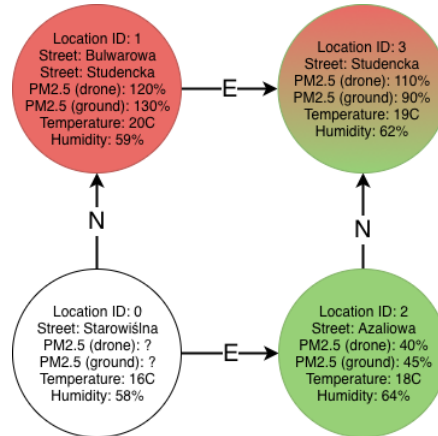 Location ID: 1
Street: Bulwarowa
Street: Studencka
PM2.5 (drone): 120%
PM2.5 (ground): 130%
Temperature: 20C
Humidity: 59%
E
Location ID: 3
Street: Studencka
PM2.5 (drone): 110%
PM2.5 (ground): 90%
Temperature: 19C
Humidity: 62%
N
N
Location ID: 0
Street: Starowiślna
PM2.5 (drone): ?
PM2.5 (ground): ?
Temperature: 16C
Humidity: 58%
E
Location ID: 2
Street: Azaliowa
PM2.5 (drone): 40%
PM2.5 (ground): 45%
Temperature: 18C
Humidity: 64%